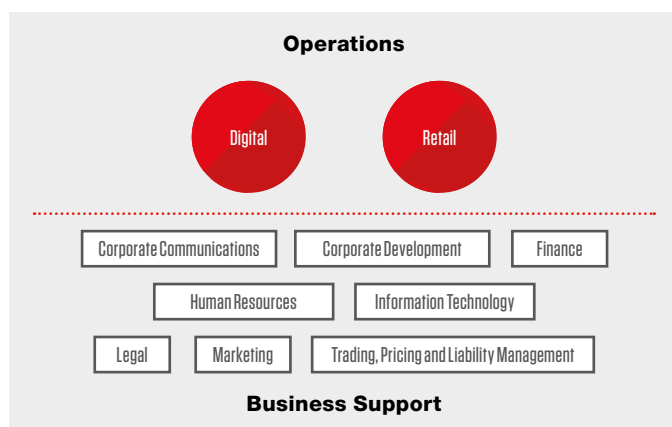 Operations
Digital
Retail
Corporate Communications
Corporate Development
Finance
Human Resources
Information Technology
Legal
Marketing
Trading, Pricing and Liability Management
Business Support